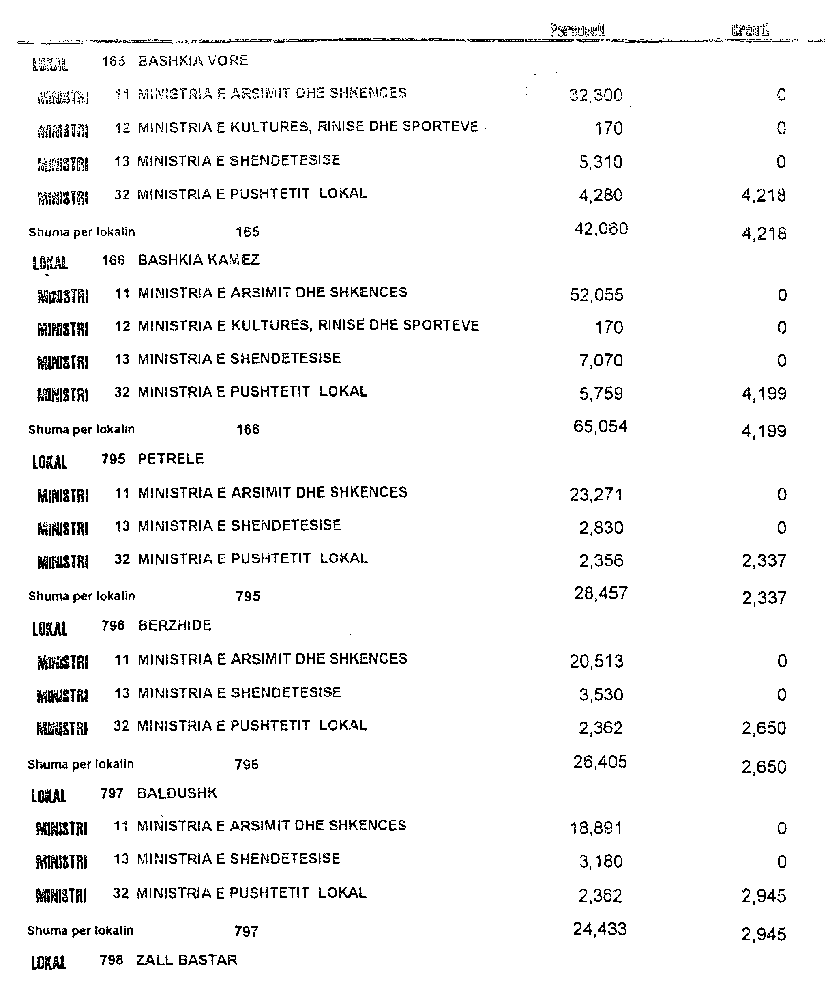 Personeli Granti
LOKAL 165 BASHKIA VORE
MINISTRI 11 MINISTRIA E ARSIMIT DHE SHKENCES 32,300 0
MINISTRI 12 MINISTRIA E KULTURES, RINISE DHE SPORTEVE 170 0
MINISTRI 13 MINISTRIA E SHENDETESISE 5,310 0
MINISTRI 32 MINISTRIA E PUSHTETIT LOKAL 4,280 4,218
Shuma per lokalin 165 42,060 4,218
LOKAL 166 BASHKIA KAMEZ
MINISTRI 11 MINISTRIA E ARSIMIT DHE SHKENCES 52,055 0
MINISTRI 12 MINISTRIA E KULTURES, RINISE DHE SPORTEVE 170 0
MINISTRI 13 MINISTRIA E SHENDETESISE 7,070 0
MINISTRI 32 MINISTRIA E PUSHTETIT LOKAL 5,759 4,199
Shuma per lokalin 166 65,054 4,199
LOKAL 795 PETRELE
MINISTRI 11 MINISTRIA E ARSIMIT DHE SHKENCES 23,271 0
MINISTRI 13 MINISTRIA E SHENDETESISE 2,830 0
MINISTRI 32 MINISTRIA E PUSHTETIT LOKAL 2,356 2,337
Shuma per lokalin 795 28,457 2,337
LOKAL 796 BERZHIDE
MINISTRI 11 MINISTRIA E ARSIMIT DHE SHKENCES 20,513 0
MINISTRI 13 MINISTRIA E SHENDETESISE 3,530 0
MINISTRI 32 MINISTRIA E PUSHTETIT LOKAL 2,362 2,650
Shuma per lokalin 796 26,405 2,650
LOKAL 797 BALDUSHK
MINISTRI 11 MINISTRIA E ARSIMIT DHE SHKENCES 18,891 0
MINISTRI 13 MINISTRIA E SHENDETESISE 3,180 0
MINISTRI 32 MINISTRIA E PUSHTETIT LOKAL 2,362 2,945
Shuma per lokalin 797 24,433 2,945
LOKAL 798 ZALL BASTAR